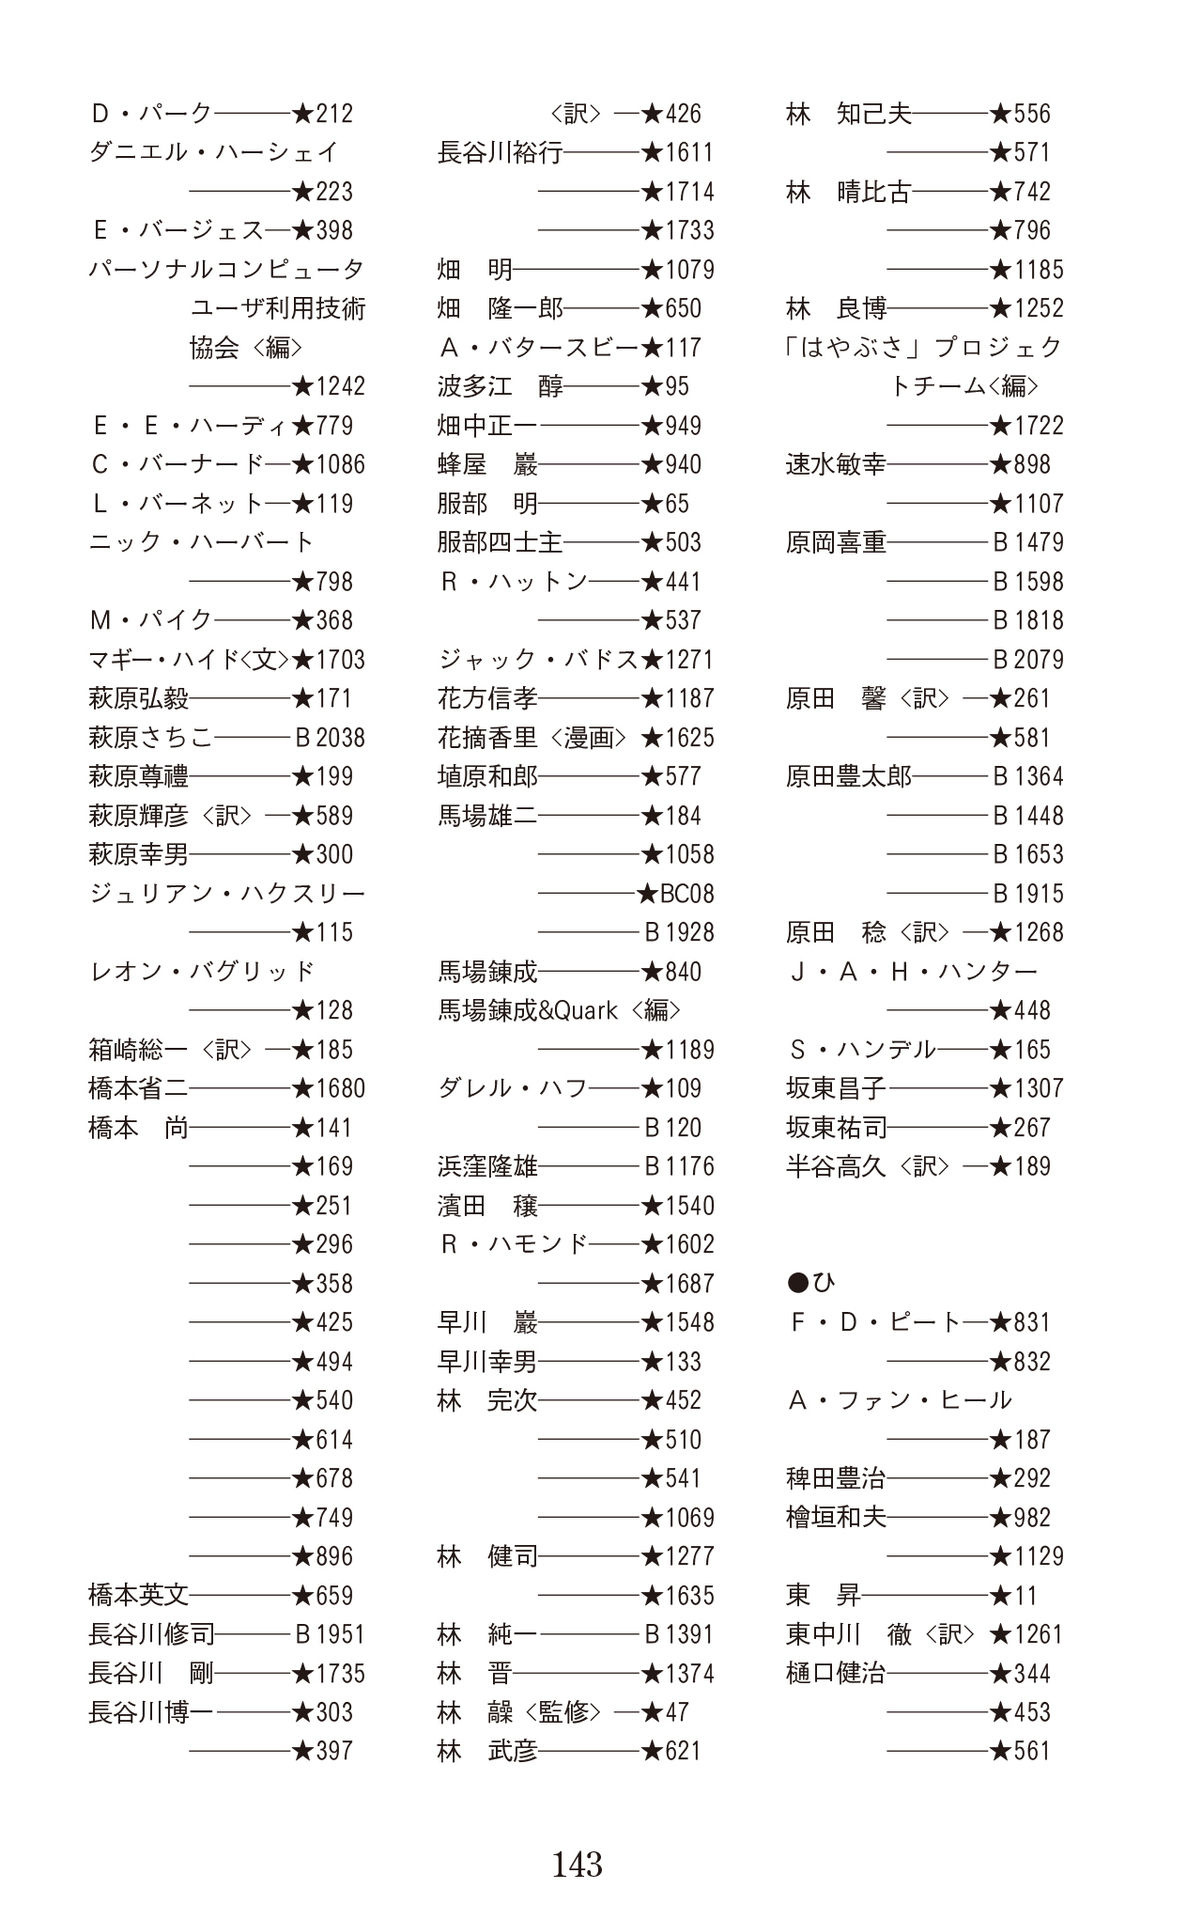 D・パーク───★212
ダニエル・ハーシェイ
────★223
E・バージェス─★398
パーソナルコンピュータ
ユーザ利用技術
協会〈編〉
────★1242
E・E・ハーディ★779
C・バーナード─★1086
L・バーネット─★119
ニック・ハーバート
────★798
M・パイク───★368
マギー・ハイド〈文〉★1703
萩原弘毅────★171
萩原さちこ───B2038
萩原尊禮────★199
萩原輝彦〈訳〉─★589
萩原幸男────★300
ジュリアン・ハクスリー
────★115
レオン・バグリッド
────★128
箱崎総一〈訳〉─★185
橋本省二────★1680
橋本　尚────★141
────★169
────★251
────★296
────★358
────★425
────★494
────★540
────★614
────★678
────★749
────★896
橋本英文────★659
長谷川修司───B1951
長谷川　剛───★1735
長谷川博一───★303
────★397
〈訳〉─★426
長谷川裕行───★1611
────★1714
────★1733
畑　明─────★1079
畑　隆一郎───★650
A・バタースビー★117
波多江　醇───★95
畑中正一────★949
蜂屋　巖────★940
服部　明────★65
服部四士主───★503
R・ハットン──★441
────★537
ジャック・バドス★1271
花方信孝────★1187
花摘香里〈漫画〉★1625
埴原和郎────★577
馬場雄二────★184
────★1058
────★BC08
────B1928
馬場錬成────★840
馬場錬成&Quark〈編〉
────★1189
ダレル・ハフ──★109
────B120
浜窪隆雄────B1176
濱田　穣────★1540
R・ハモンド──★1602
────★1687
早川　巖────★1548
早川幸男────★133
林　完次────★452
────★510
────★541
────★1069
林　健司────★1277
────★1635
林　純一────B1391
林　晋─────★1374
林　髞〈監修〉─★47
林　武彦────★621
林　知己夫───★556
────★571
林　晴比古───★742
────★796
────★1185
林　良博────★1252
「はやぶさ」プロジェク
トチーム〈編〉
────★1722
速水敏幸────★898
────★1107
原岡喜重────B1479
────B1598
────B1818
────B2079
原田　馨〈訳〉─★261
────★581
原田豊太郎───B1364
────B1448
────B1653
────B1915
原田　稔〈訳〉─★1268
J・A・H・ハンター
────★448
S・ハンデル──★165
坂東昌子────★1307
坂東祐司────★267
半谷高久〈訳〉─★189
●ひ
F・D・ピート─★831
────★832
A・ファン・ヒール
────★187
稗田豊治────★292
檜垣和夫────★982
────★1129
東　昇─────★11
東中川　徹〈訳〉★1261
樋口健治────★344
────★453
────★561
143